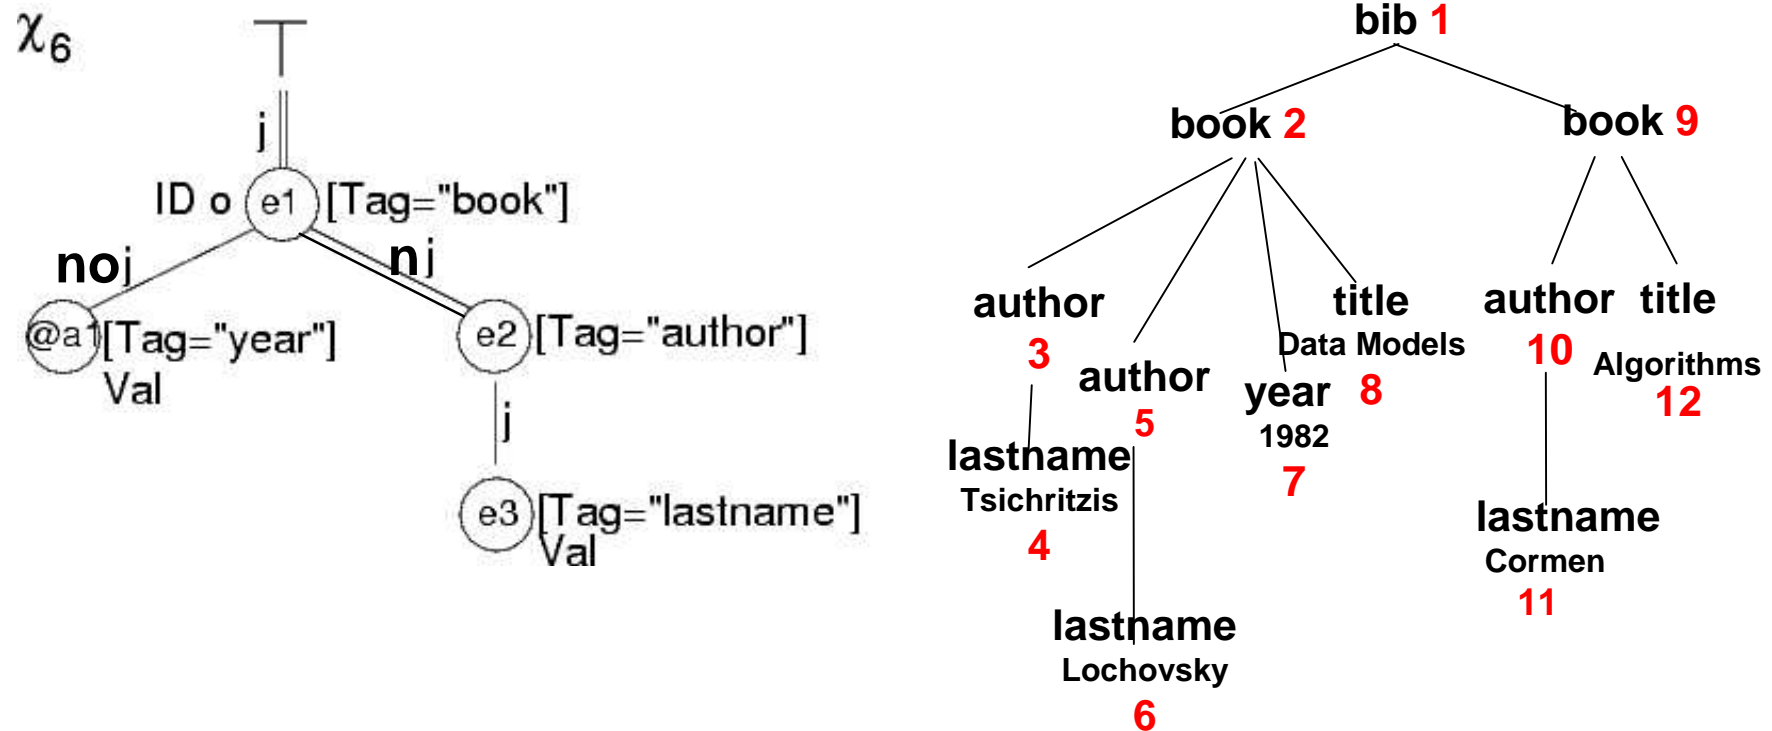 χ6
j
ID o e1 [Tag="book"]
noj
nj
@a1 [Tag="year"]
Val
e2 [Tag="author"]
j
e3 [Tag="lastname"]
Val
bib 1
book 2
book 9
author
3
author
5
year
1982
7
title
Data Models
8
author
10
title
Algorithms
12
lastname
Tsichritzis
4
lastname
Lochovsky
6
lastname
Cormen
11